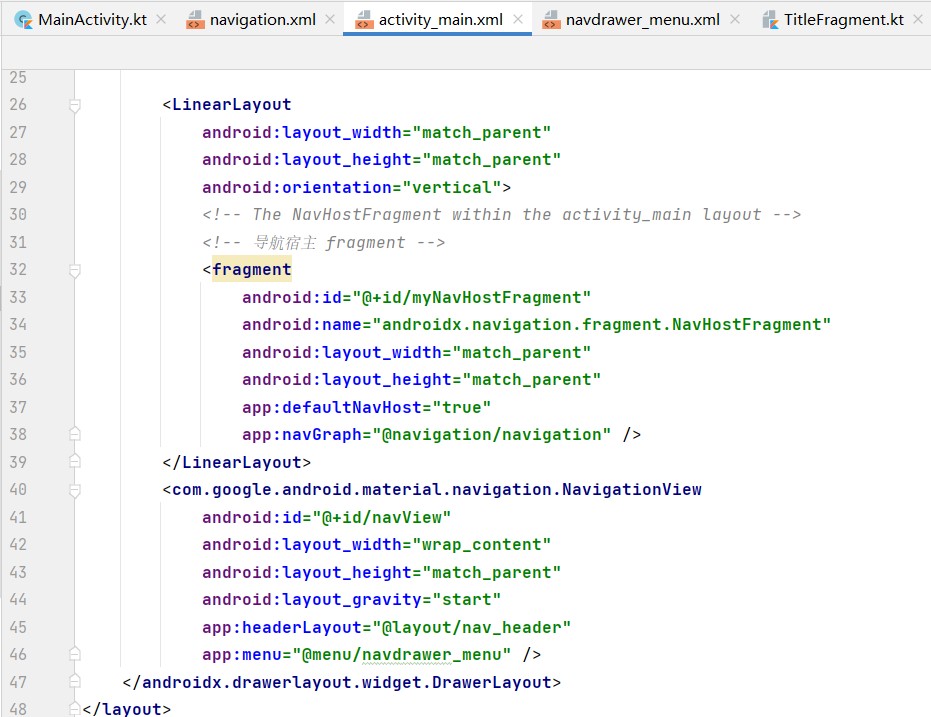 MainActivity.kt navigation.xml activity_main.xml navdrawer_menu.xml TitleFragment.kt
25
26 <LinearLayout
27 android:layout_width="match_parent"
28 android:layout_height="match_parent"
29 android:orientation="vertical">
30 <!-- The NavHostFragment within the activity_main layout -->
31 <!-- 导航宿主 fragment -->
32 <fragment
33 android:id="@+id/myNavHostFragment"
34 android:name="androidx.navigation.fragment.NavHostFragment"
35 android:layout_width="match_parent"
36 android:layout_height="match_parent"
37 app:defaultNavHost="true"
38 app:navGraph="@navigation/navigation" />
39 </LinearLayout>
40 <com.google.android.material.navigation.NavigationView
41 android:id="@+id/navView"
42 android:layout_width="wrap_content"
43 android:layout_height="match_parent"
44 android:layout_gravity="start"
45 app:headerLayout="@layout/nav_header"
46 app:menu="@menu/navdrawer_menu" />
47 </androidx.drawerlayout.widget.DrawerLayout>
48 </layout>